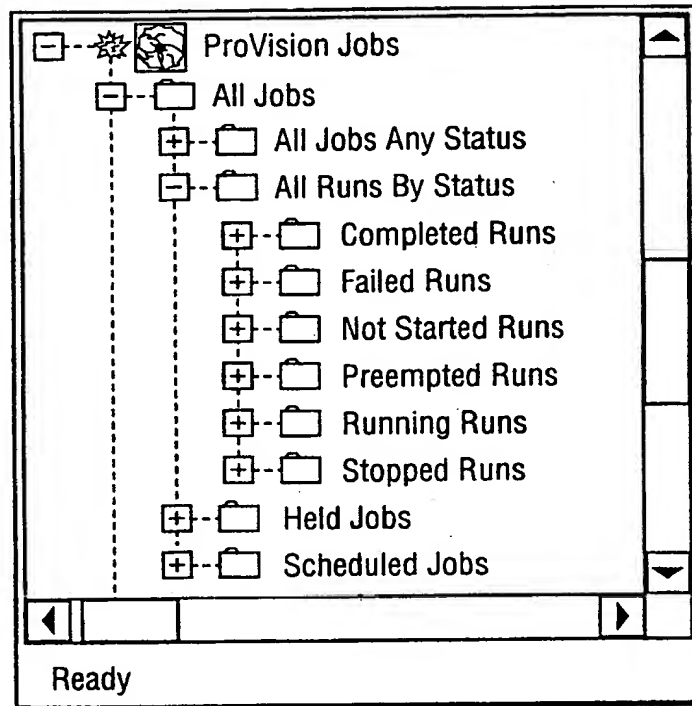 ProVision Jobs
All Jobs
All Jobs Any Status
All Runs By Status
Completed Runs
Failed Runs
Not Started Runs
Preempted Runs
Running Runs
Stopped Runs
Held Jobs
Scheduled Jobs
Ready